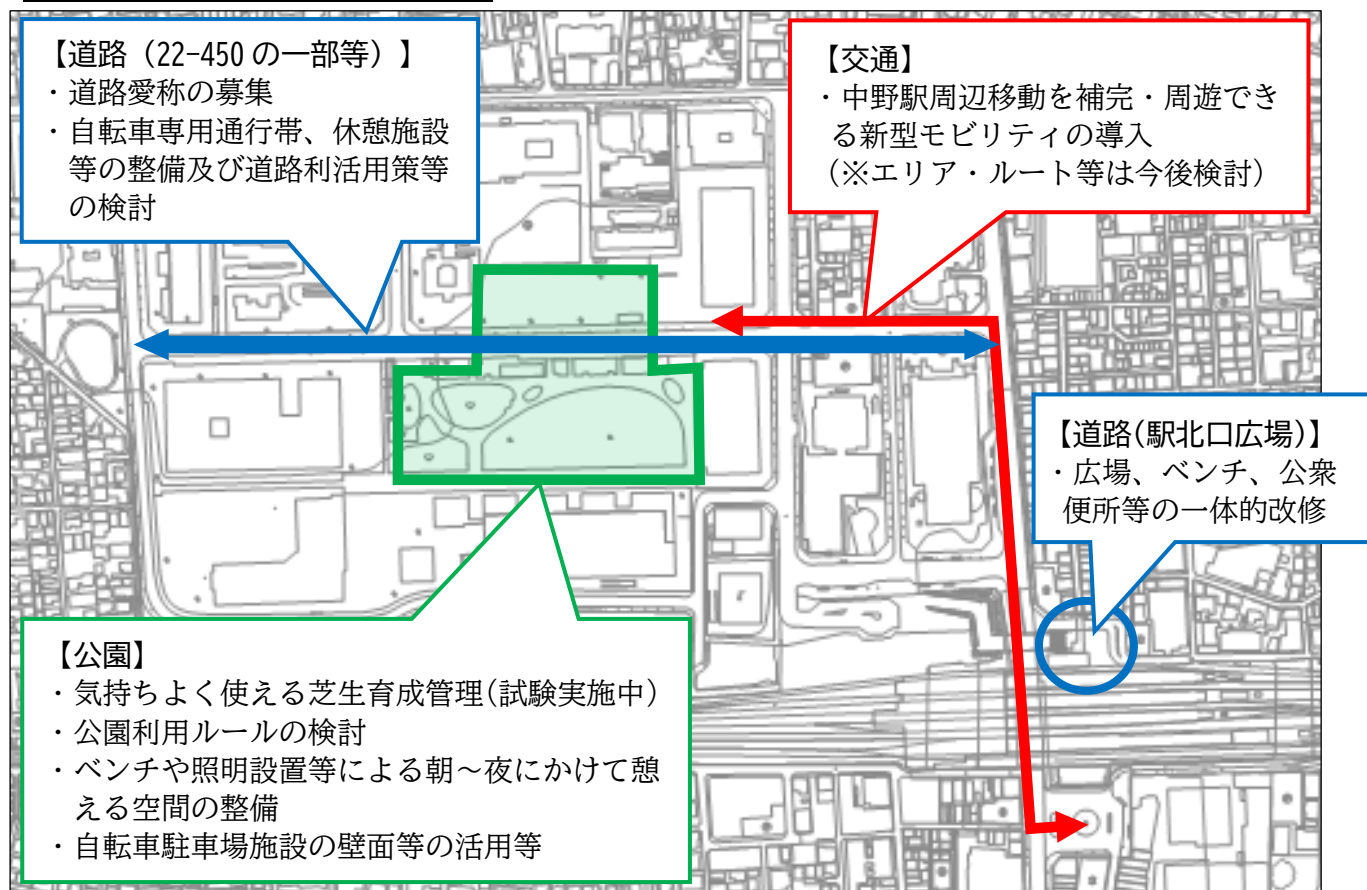 【道路（22-450 の一部等）】
・道路愛称の募集
・自転車専用通行帯、休憩施設
等の整備及び道路利活用策等
の検討
【交通】
・中野駅周辺移動を補完・周遊でき
る新型モビリティの導入
（※エリア・ルート等は今後検討）
【道路(駅北口広場)】
・広場、ベンチ、公衆
便所等の一体的改修
【公園】
・気持ちよく使える芝生育成管理(試験実施中）
・公園利用ルールの検討
・ベンチや照明設置等による朝～夜にかけて憩
える空間の整備
・自転車駐車場施設の壁面等の活用等